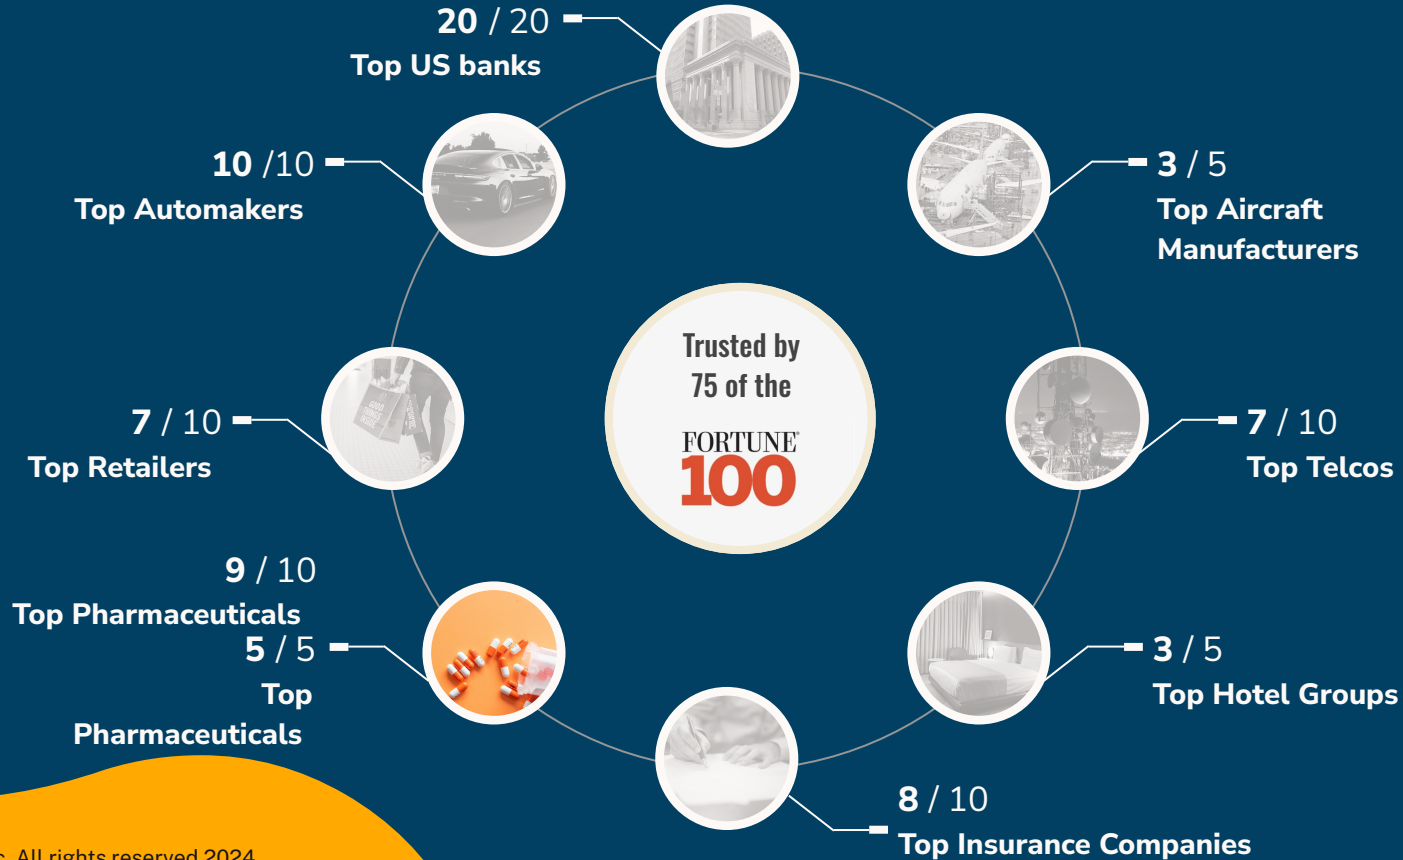 20 / 20
Top US banks
10 /10
Top Automakers
3 / 5
Top Aircraft
Manufacturers
Trusted by
75 of the
FORTUNE®
100
7 / 10
Top Retailers
7 / 10
Top Telcos
9 / 10
Top Pharmaceuticals
5 / 5
Top
Pharmaceuticals
3 / 5
Top Hotel Groups
8 / 10
Top Insurance Companies
All rights reserved 2024